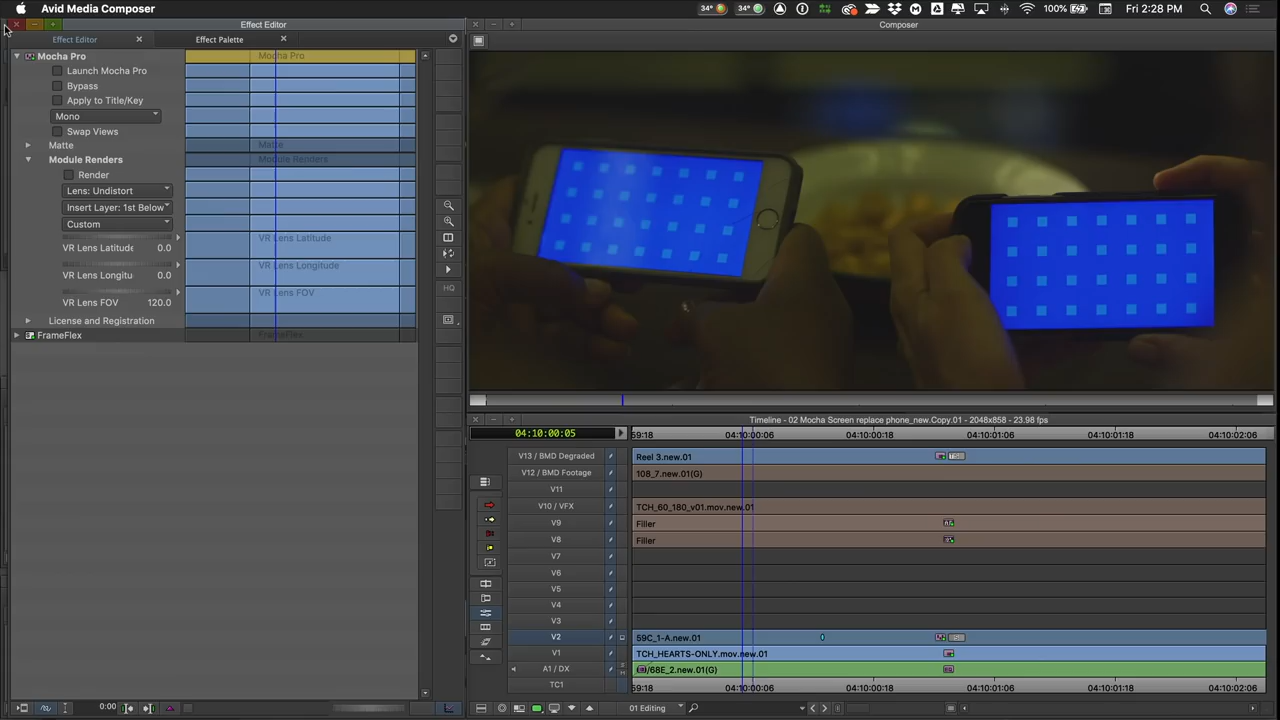 Avid Media Composer
34°
34°
100%
Fri 2:28 PM
Effect Editor
Composer
Effect Editor
Effect Palette
Mocha Pro
Mocha Pro
Launch Mocha Pro
Bypass
Apply to Title/Key
Mono
Swap Views
Matte
Matte
Module Renders
Module Renders
Render
Lens: Undistort
Insert Layer: 1st Below
Custom
VR Lens Latitude
0.0
VR Lens Latitude
VR Lens Longitu
0.0
VR Lens Longitude
VR Lens FOV
120.0
VR Lens FOV
License and Registration
FrameFlex
FrameFlex
HQ
Timeline - 02 Mocha Screen replace phone_new.Copy.01 - 2048x858 - 23.98 fps
04:10:00:05
59:18
04:10:00:06
04:10:00:18
04:10:01:06
04:10:01:18
04:10:02:06
V13 / BMD Degraded
Reel 3.new.01
V12 / BMD Footage
108_7.new.01(G)
V11
V10 / VFX
TCH_60_180_v01.mov.new.01
V9
Filler
V8
Filler
V7
V6
V5
V4
V3
V2
59C_1-A.new.01
V1
TCH_HEARTS-ONLY.mov.new.01
A1 / DX
/68E_2.new.01(G)
TC1
59:18
04:10:00:06
04:10:00:18
04:10:01:06
04:10:01:18
04:10:02:06
0:00
01 Editing